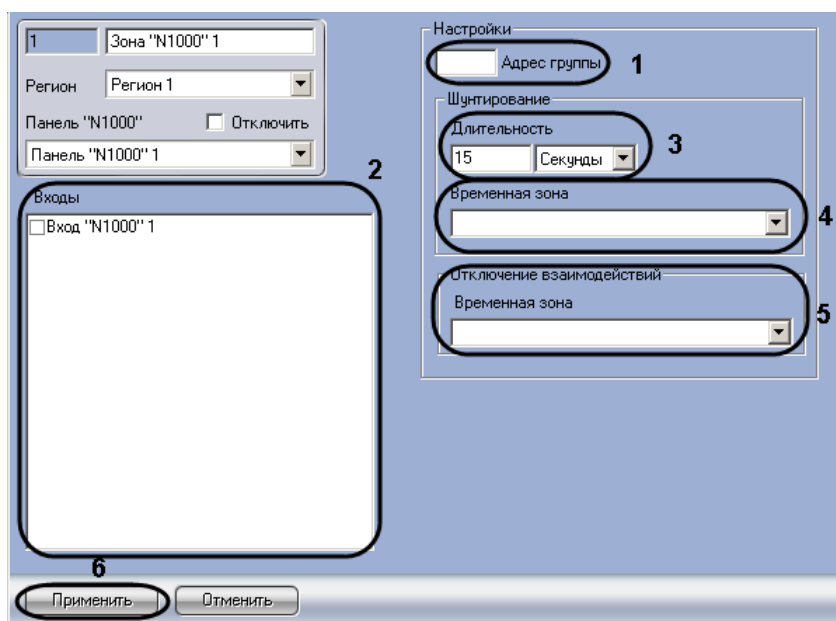 1
Зона "N1000" 1
Регион
Регион 1
Панель "N1000"
Отключить
Панель "N1000" 1
2
Входы
Вход "N1000" 1
Настройки
Адрес группы
1
Шунтирование
Длительность
15
Секунды
3
Временная зона
4
Отключение взаимодействий
Временная зона
5
6
Применить
Отменить